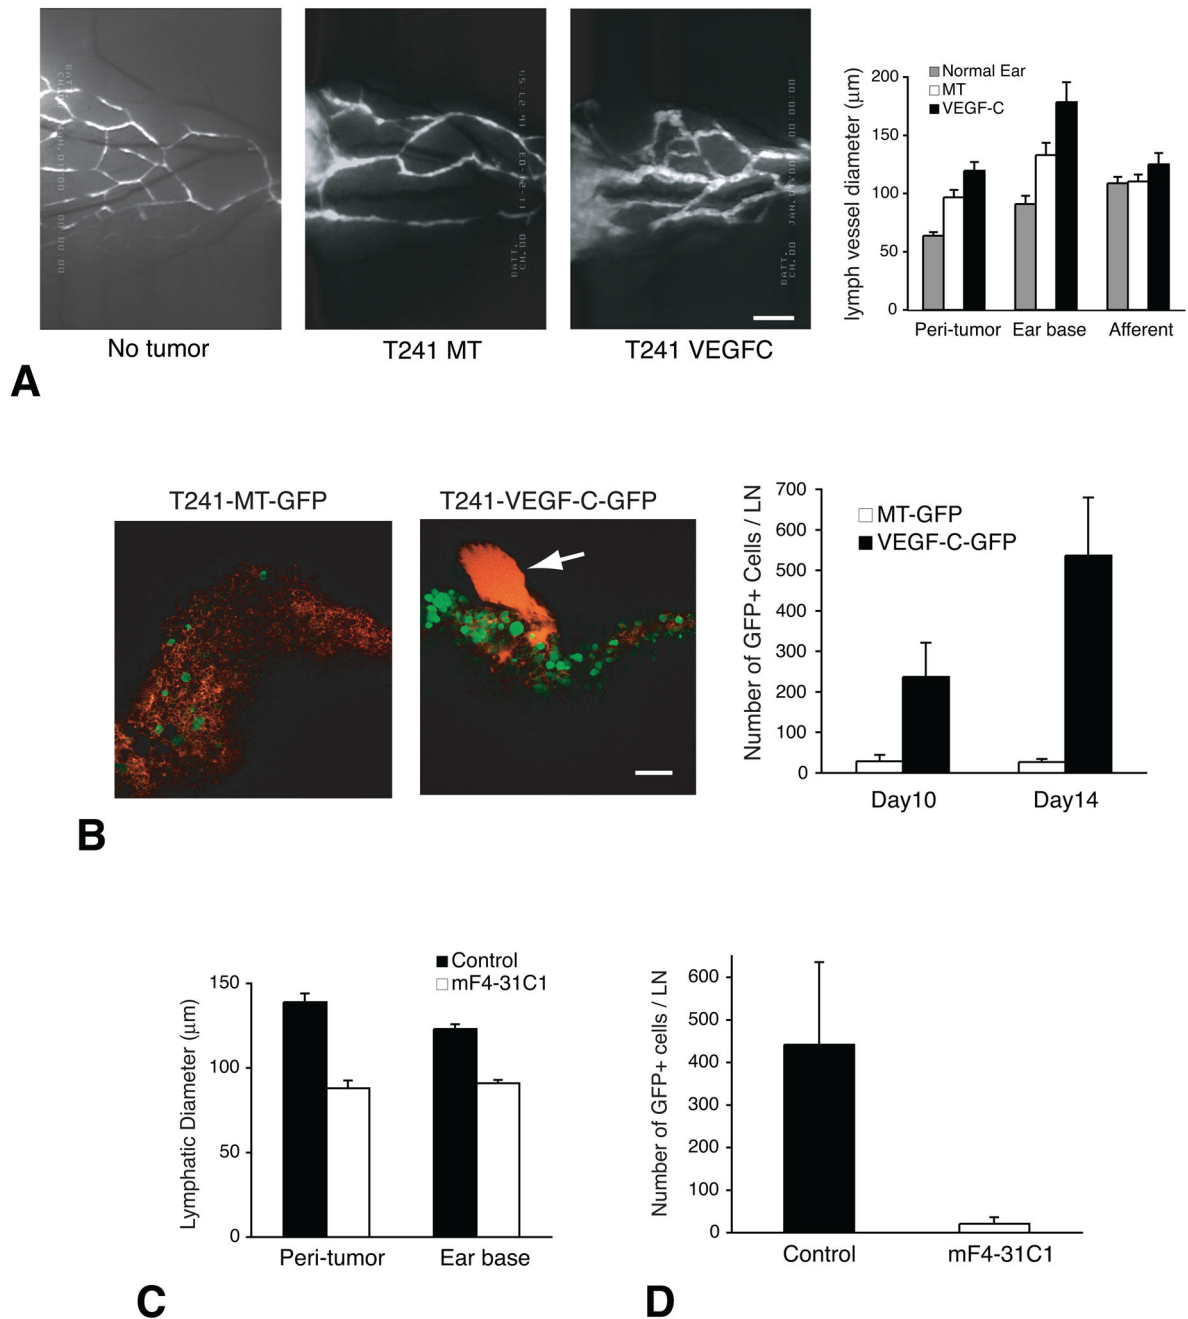 No tumor
T241 MT
T241 VEGFC
lymph vessel diameter (µm)
200
150
100
50
0
Normal Ear
MT
VEGF-C
Peri-tumor
Ear base
Afferent
A
T241-MT-GFP
T241-VEGF-C-GFP
Number of GFP+ Cells / LN
700
600
500
400
300
200
100
0
MT-GFP
VEGF-C-GFP
Day10
Day14
B
Lymphatic Diameter (µm)
150
100
50
0
Control
mF4-31C1
Peri-tumor
Ear base
C
Number of GFP+ cells / LN
600
500
400
300
200
100
0
Control
mF4-31C1
D